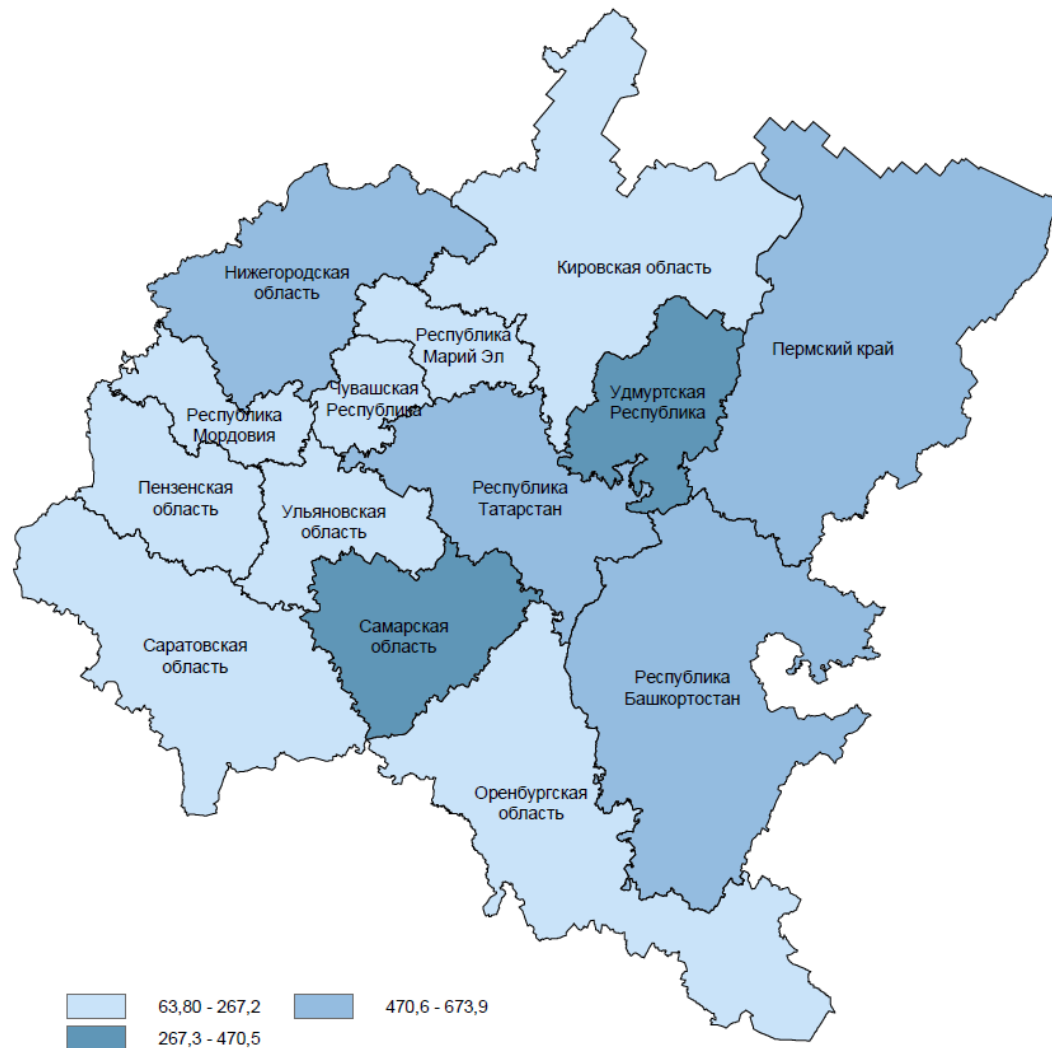 Кировская область
Нижегородская
область
Республика
Марий Эл
Пермский край
Чувашская
Республика
Удмуртская
Республика
Республика
Мордовия
Пензенская
область
Республика
Татарстан
Ульяновская
область
Самарская
область
Саратовская
область
Республика
Башкортостан
Оренбургская
область
63,80 - 267,2
470,6 - 673,9
267,3 - 470,5